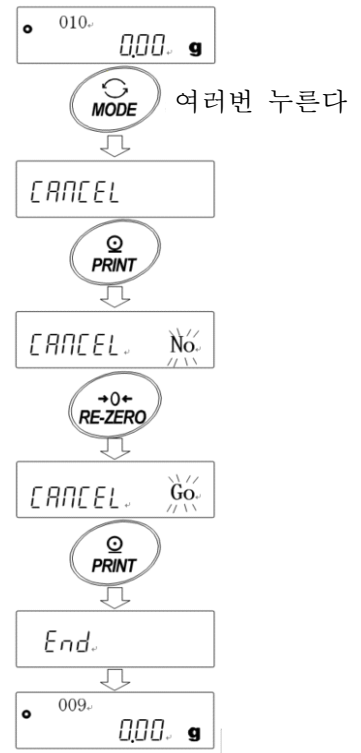 010
0.00 g
MODE 여러번 누른다
CANCEL
PRINT
CANCEL No
→0←
RE-ZERO
CANCEL Go
PRINT
End
009
0.00 g